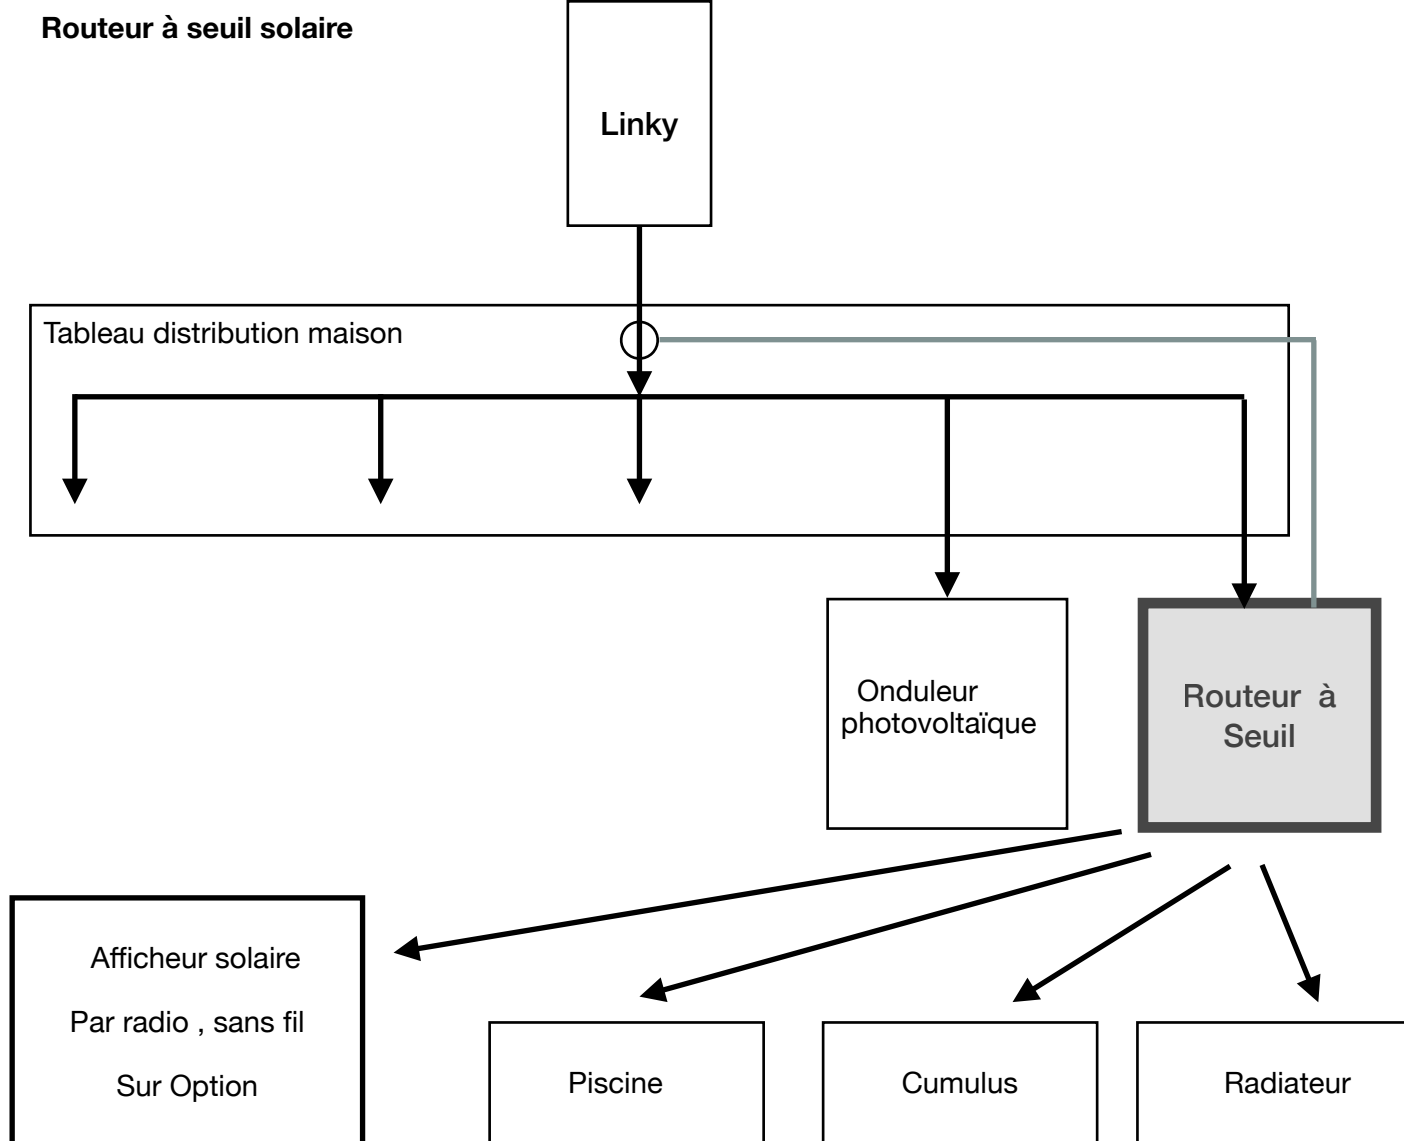 Routeur à seuil solaire
Linky
Tableau distribution maison
Onduleur
photovoltaïque
Routeur à
Seuil
Afficheur solaire
Par radio , sans fil
Sur Option
Piscine
Cumulus
Radiateur